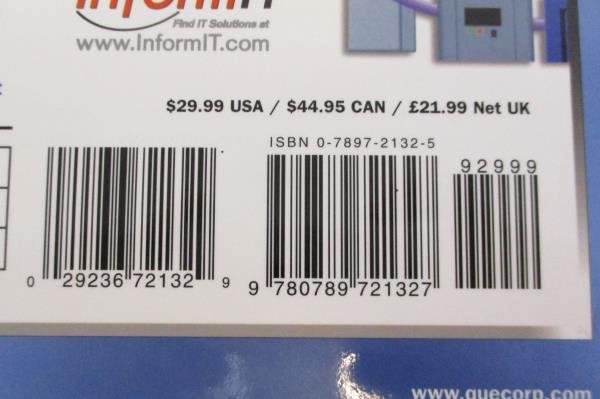 InformIT
Find IT Solutions at
www.InformIT.com
$29.99 USA / $44.95 CAN / £21.99 Net UK
ISBN 0-7897-2132-5
92999
0 29236 72132 9
9 780789 721327
www.quecorp.com